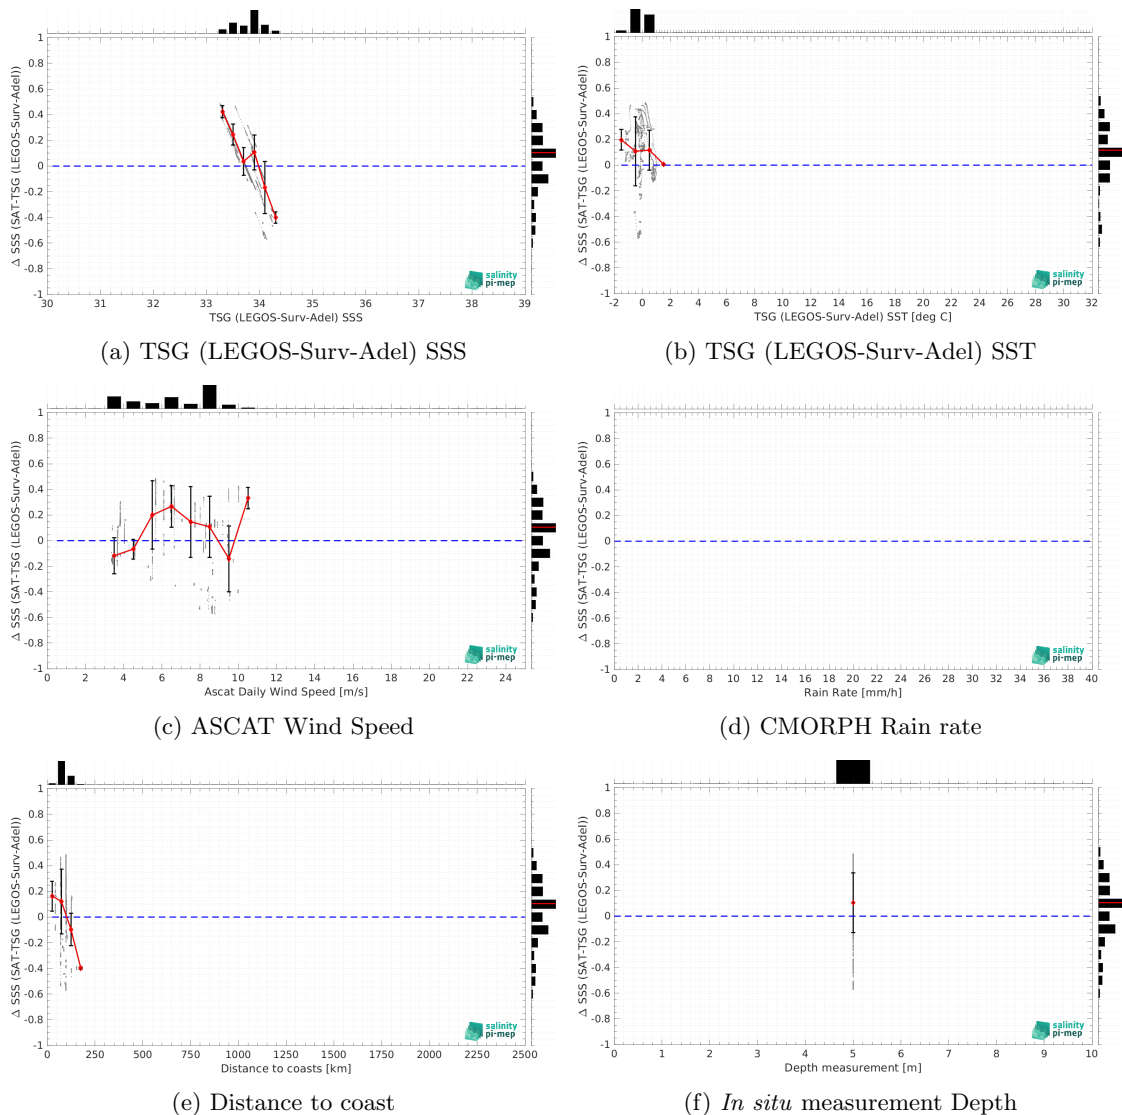 1
0.8
0.6
0.4
0.2
0
-0.2
-0.4
-0.6
-0.8
-1
Δ SSS (SAT-TSG (LEGOS-Surv-Adel))
30 31 32 33 34 35 36 37 38 39
TSG (LEGOS-Surv-Adel) SSS
salinity
pi-mep
(a) TSG (LEGOS-Surv-Adel) SSS
1
0.8
0.6
0.4
0.2
0
-0.2
-0.4
-0.6
-0.8
-1
Δ SSS (SAT-TSG (LEGOS-Surv-Adel))
-2 0 2 4 6 8 10 12 14 16 18 20 22 24 26 28 30 32
TSG (LEGOS-Surv-Adel) SST [deg C]
salinity
pi-mep
(b) TSG (LEGOS-Surv-Adel) SST
1
0.8
0.6
0.4
0.2
0
-0.2
-0.4
-0.6
-0.8
-1
Δ SSS (SAT-TSG (LEGOS-Surv-Adel))
0 2 4 6 8 10 12 14 16 18 20 22 24
Ascat Daily Wind Speed [m/s]
salinity
pi-mep
(c) ASCAT Wind Speed
1
0.8
0.6
0.4
0.2
0
-0.2
-0.4
-0.6
-0.8
-1
Δ SSS (SAT-TSG (LEGOS-Surv-Adel))
0 2 4 6 8 10 12 14 16 18 20 22 24 26 28 30 32 34 36 38 40
Rain Rate [mm/h]
salinity
pi-mep
(d) CMORPH Rain rate
1
0.8
0.6
0.4
0.2
0
-0.2
-0.4
-0.6
-0.8
-1
Δ SSS (SAT-TSG (LEGOS-Surv-Adel))
0 250 500 750 1000 1250 1500 1750 2000 2250 2500
Distance to coasts [km]
salinity
pi-mep
(e) Distance to coast
1
0.8
0.6
0.4
0.2
0
-0.2
-0.4
-0.6
-0.8
-1
Δ SSS (SAT-TSG (LEGOS-Surv-Adel))
0 1 2 3 4 5 6 7 8 9 10
Depth measurement [m]
salinity
pi-mep
(f) In situ measurement Depth